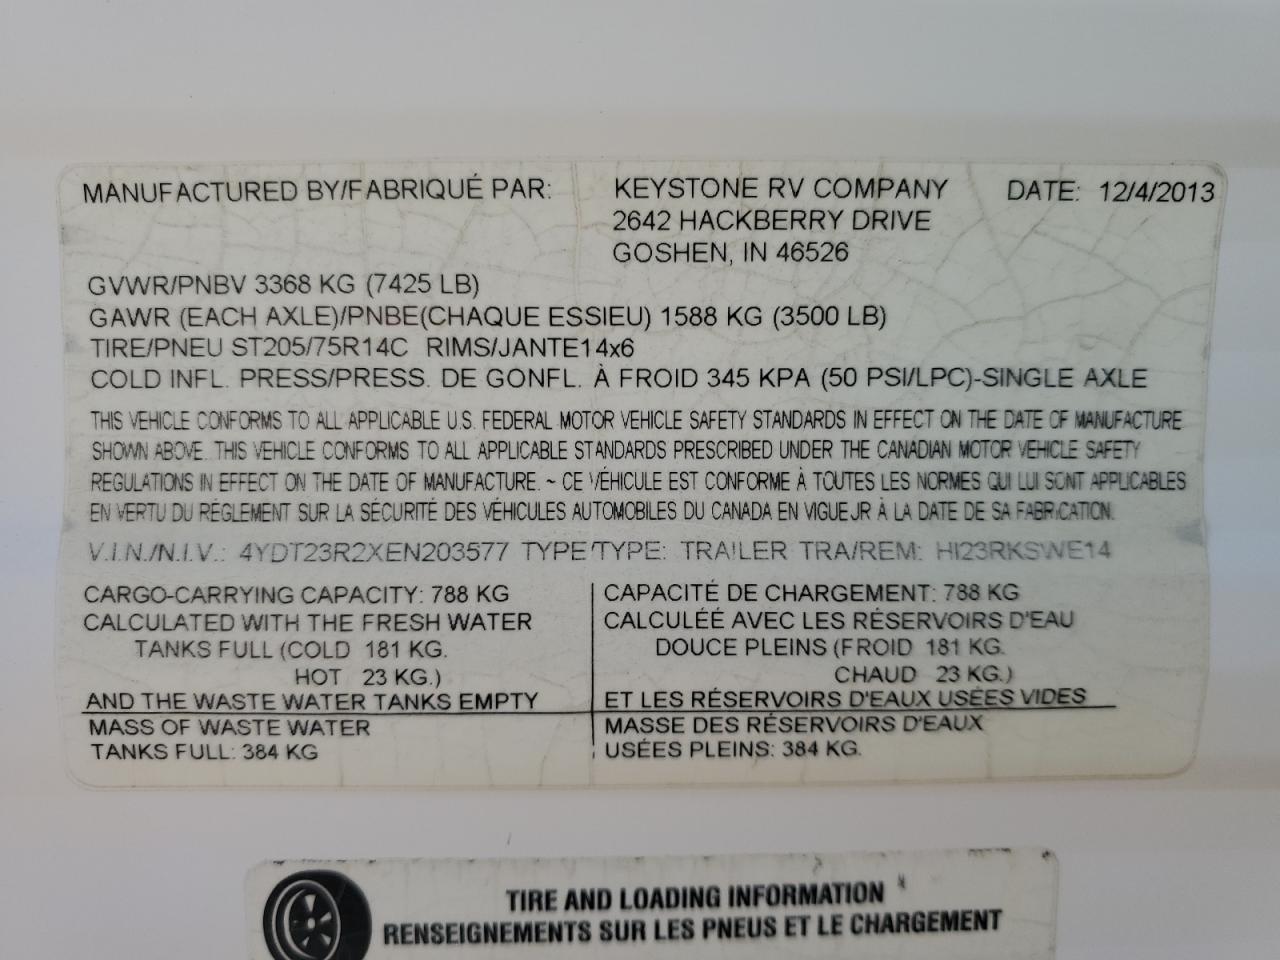 MANUFACTURED BY/FABRIQUÉ PAR: KEYSTONE RV COMPANY DATE: 12/4/2013
2642 HACKBERRY DRIVE
GOSHEN, IN 46526
GVWR/PNBV 3368 KG (7425 LB)
GAWR (EACH AXLE)/PNBE(CHAQUE ESSIEU) 1588 KG (3500 LB)
TIRE/PNEU ST205/75R14C RIMS/JANTE14x6
COLD INFL. PRESS/PRESS. DE GONFL. À FROID 345 KPA (50 PSI/LPC)-SINGLE AXLE
THIS VEHICLE CONFORMS TO ALL APPLICABLE U.S. FEDERAL MOTOR VEHICLE SAFETY STANDARDS IN EFFECT ON THE DATE OF MANUFACTURE
SHOWN ABOVE. THIS VEHICLE CONFORMS TO ALL APPLICABLE STANDARDS PRESCRIBED UNDER THE CANADIAN MOTOR VEHICLE SAFETY
REGULATIONS IN EFFECT ON THE DATE OF MANUFACTURE. ~ CE VÉHICULE EST CONFORME À TOUTES LES NORMES QUI LUI SONT APPLICABLES
EN VERTU DU RÉGLEMENT SUR LA SÉCURITÉ DES VÉHICULES AUTOMOBILES DU CANADA EN VIGUEUR À LA DATE DE SA FABRICATION.
V.I.N./N.I.V.: 4YDT23R2XEN203577 TYPE/TYPE: TRAILER TRA/REM: HI23RKSWE14
CARGO-CARRYING CAPACITY: 788 KG
CALCULATED WITH THE FRESH WATER
TANKS FULL (COLD 181 KG.
HOT 23 KG.)
AND THE WASTE WATER TANKS EMPTY
MASS OF WASTE WATER
TANKS FULL: 384 KG
CAPACITÉ DE CHARGEMENT: 788 KG
CALCULÉÉ AVEC LES RÉSERVOIRS D'EAU
DOUCE PLEINS (FROID 181 KG.
CHAUD 23 KG.)
ET LES RÉSERVOIRS D'EAUX USÉES VIDES
MASSE DES RÉSERVOIRS D'EAUX
USÉES PLEINS: 384 KG.
TIRE AND LOADING INFORMATION
RENSEIGNEMENTS SUR LES PNEUS ET LE CHARGEMENT